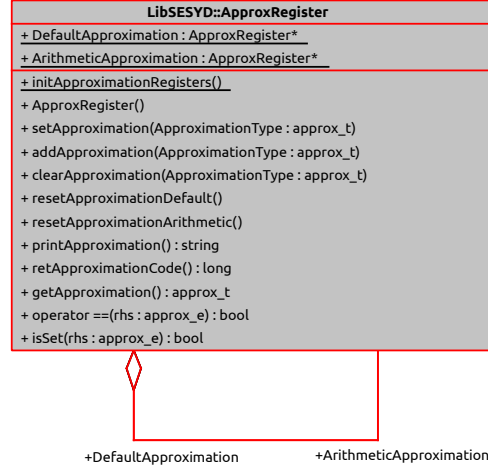 LibSESYD::ApproxRegister
+ DefaultApproximation : ApproxRegister*
+ ArithmeticApproximation : ApproxRegister*
+ initApproximationRegisters()
+ ApproxRegister()
+ setApproximation(ApproximationType : approx_t)
+ addApproximation(ApproximationType : approx_t)
+ clearApproximation(ApproximationType : approx_t)
+ resetApproximationDefault()
+ resetApproximationArithmetic()
+ printApproximation() : string
+ retApproximationCode() : long
+ getApproximation() : approx_t
+ operator ==(rhs : approx_e) : bool
+ isSet(rhs : approx_e) : bool
+DefaultApproximation +ArithmeticApproximation